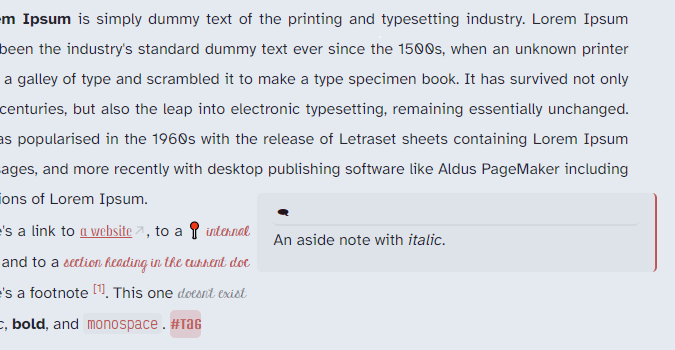 em Ipsum is simply dummy text of the printing and typesetting industry. Lorem Ipsum
been the industry's standard dummy text ever since the 1500s, when an unknown printer
a galley of type and scrambled it to make a type specimen book. It has survived not only
centuries, but also the leap into electronic typesetting, remaining essentially unchanged.
as popularised in the 1960s with the release of Letraset sheets containing Lorem Ipsum
sages, and more recently with desktop publishing software like Aldus PageMaker including
ions of Lorem Ipsum.
e's a link to a website, to a internal
and to a section heading in the current doc
e's a footnote [1]. This one doesn't exist
c, bold, and monospace. #Tag
An aside note with italic.